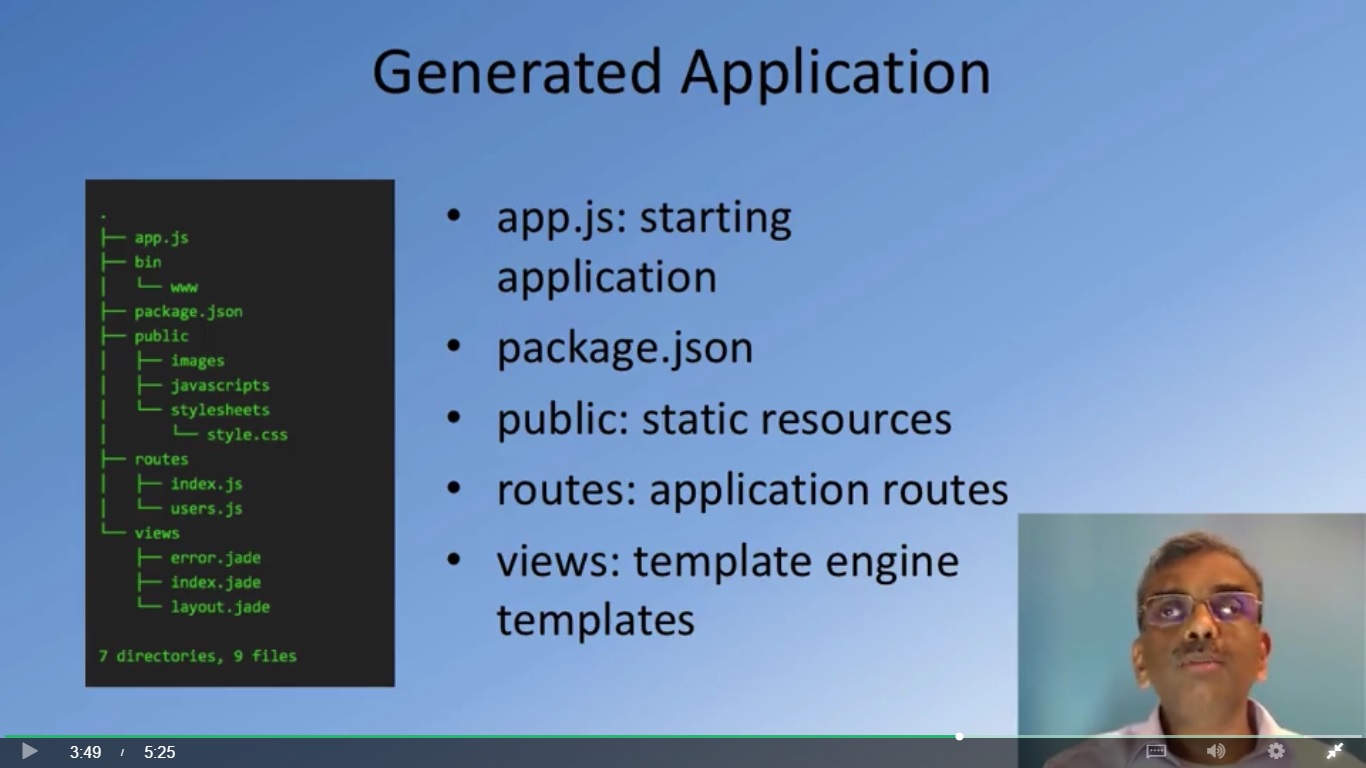 Generated Application
.
├── app.js
├── bin
│   └── www
├── package.json
├── public
│   ├── images
│   ├── javascripts
│   └── stylesheets
│       └── style.css
├── routes
│   ├── index.js
│   └── users.js
└── views
    ├── error.jade
    ├── index.jade
    └── layout.jade
7 directories, 9 files
• app.js: starting
application
• package.json
• public: static resources
• routes: application routes
• views: template engine
templates
3:49 / 5:25